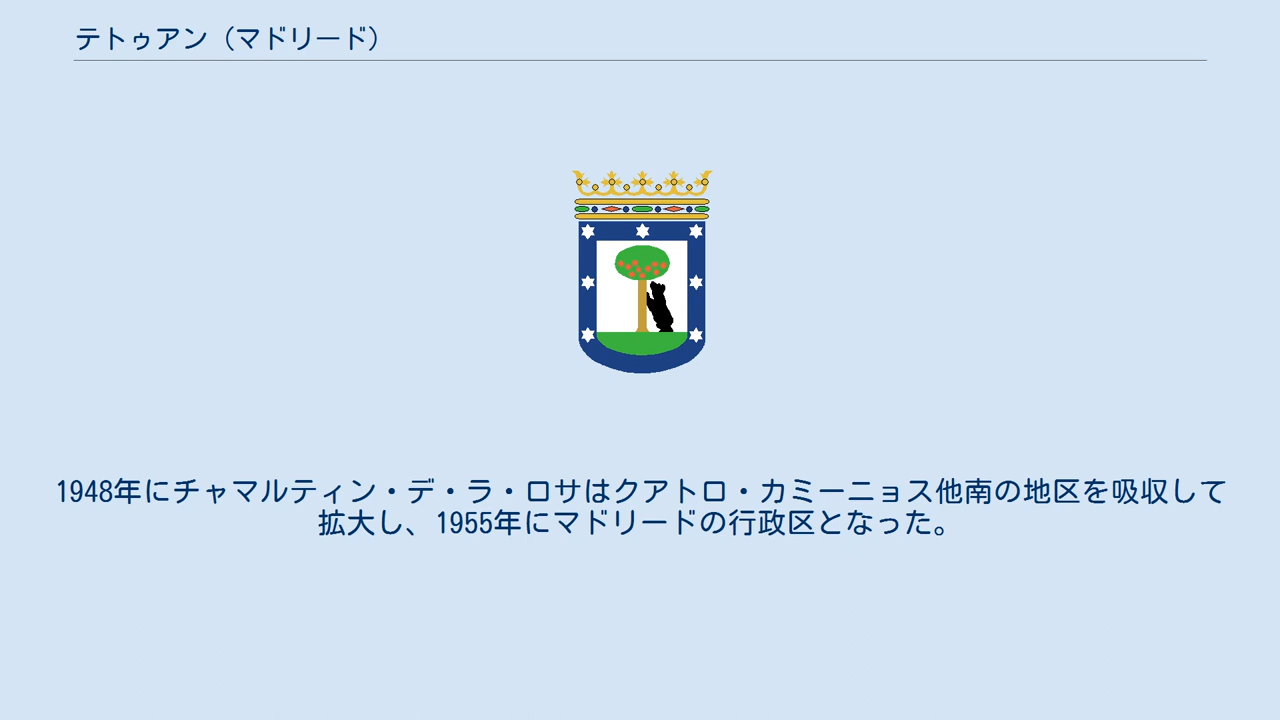 テトゥアン（マドリード）
1948年にチャマルティン・デ・ラ・ロサはクアトロ・カミーニョス他南の地区を吸収して
拡大し、1955年にマドリードの行政区となった。